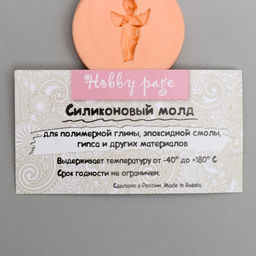 Hobby page
Силиконовый молд
для полимерной глины, эпоксидной смолы,
гипса и других материалов
Выдерживает температуру от -40° до +180° С
Срок годности не ограничен.
Сделано в России. Made in Russia.